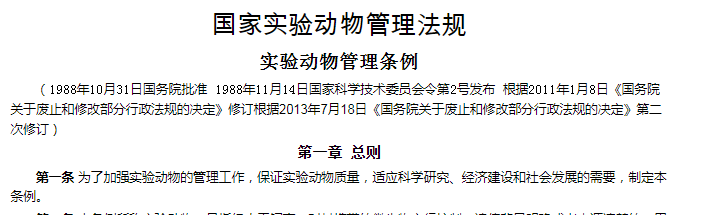 国家实验动物管理法规
实验动物管理条例
（1988年10月31日国务院批准 1988年11月14日国家科学技术委员会令第2号发布 根据2011年1月8日《国务院
关于废止和修改部分行政法规的决定》修订根据2013年7月18日《国务院关于废止和修改部分行政法规的决定》第二
次修订）
第一章 总则
第一条 为了加强实验动物的管理工作，保证实验动物质量，适应科学研究、经济建设和社会发展的需要，制定本
条例。